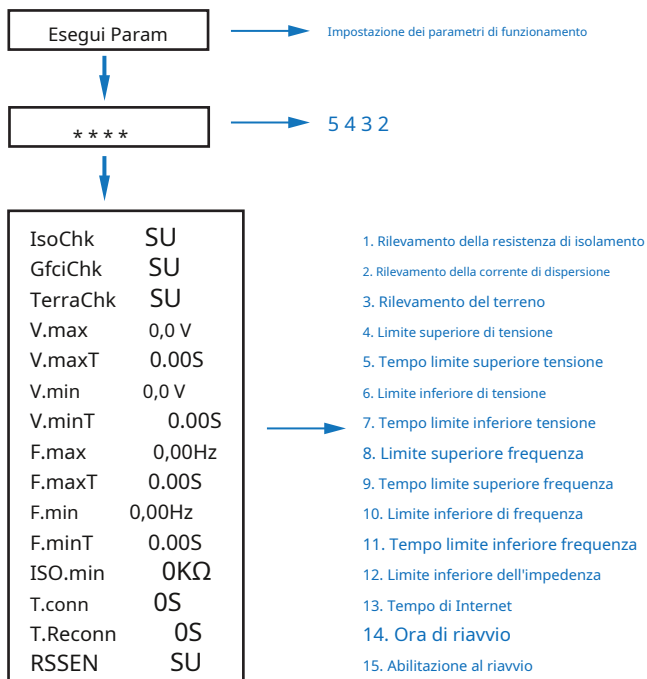 Esegui Param
Impostazione dei parametri di funzionamento
* * * *
5 4 3 2
IsoChk SU
1. Rilevamento della resistenza di isolamento
GfciChk SU
2. Rilevamento della corrente di dispersione
TerraChk SU
3. Rilevamento del terreno
V.max 0,0 V
4. Limite superiore di tensione
V.maxT 0.00S
5. Tempo limite superiore tensione
V.min 0,0 V
6. Limite inferiore di tensione
V.minT 0.00S
7. Tempo limite inferiore tensione
F.max 0,00Hz
8. Limite superiore frequenza
F.maxT 0.00S
9. Tempo limite superiore frequenza
F.min 0,00Hz
10. Limite inferiore di frequenza
F.minT 0.00S
11. Tempo limite inferiore frequenza
ISO.min 0KΩ
12. Limite inferiore dell'impedenza
T.conn 0S
13. Tempo di Internet
T.Reconn 0S
14. Ora di riavvio
RSSEN SU
15. Abilitazione al riavvio